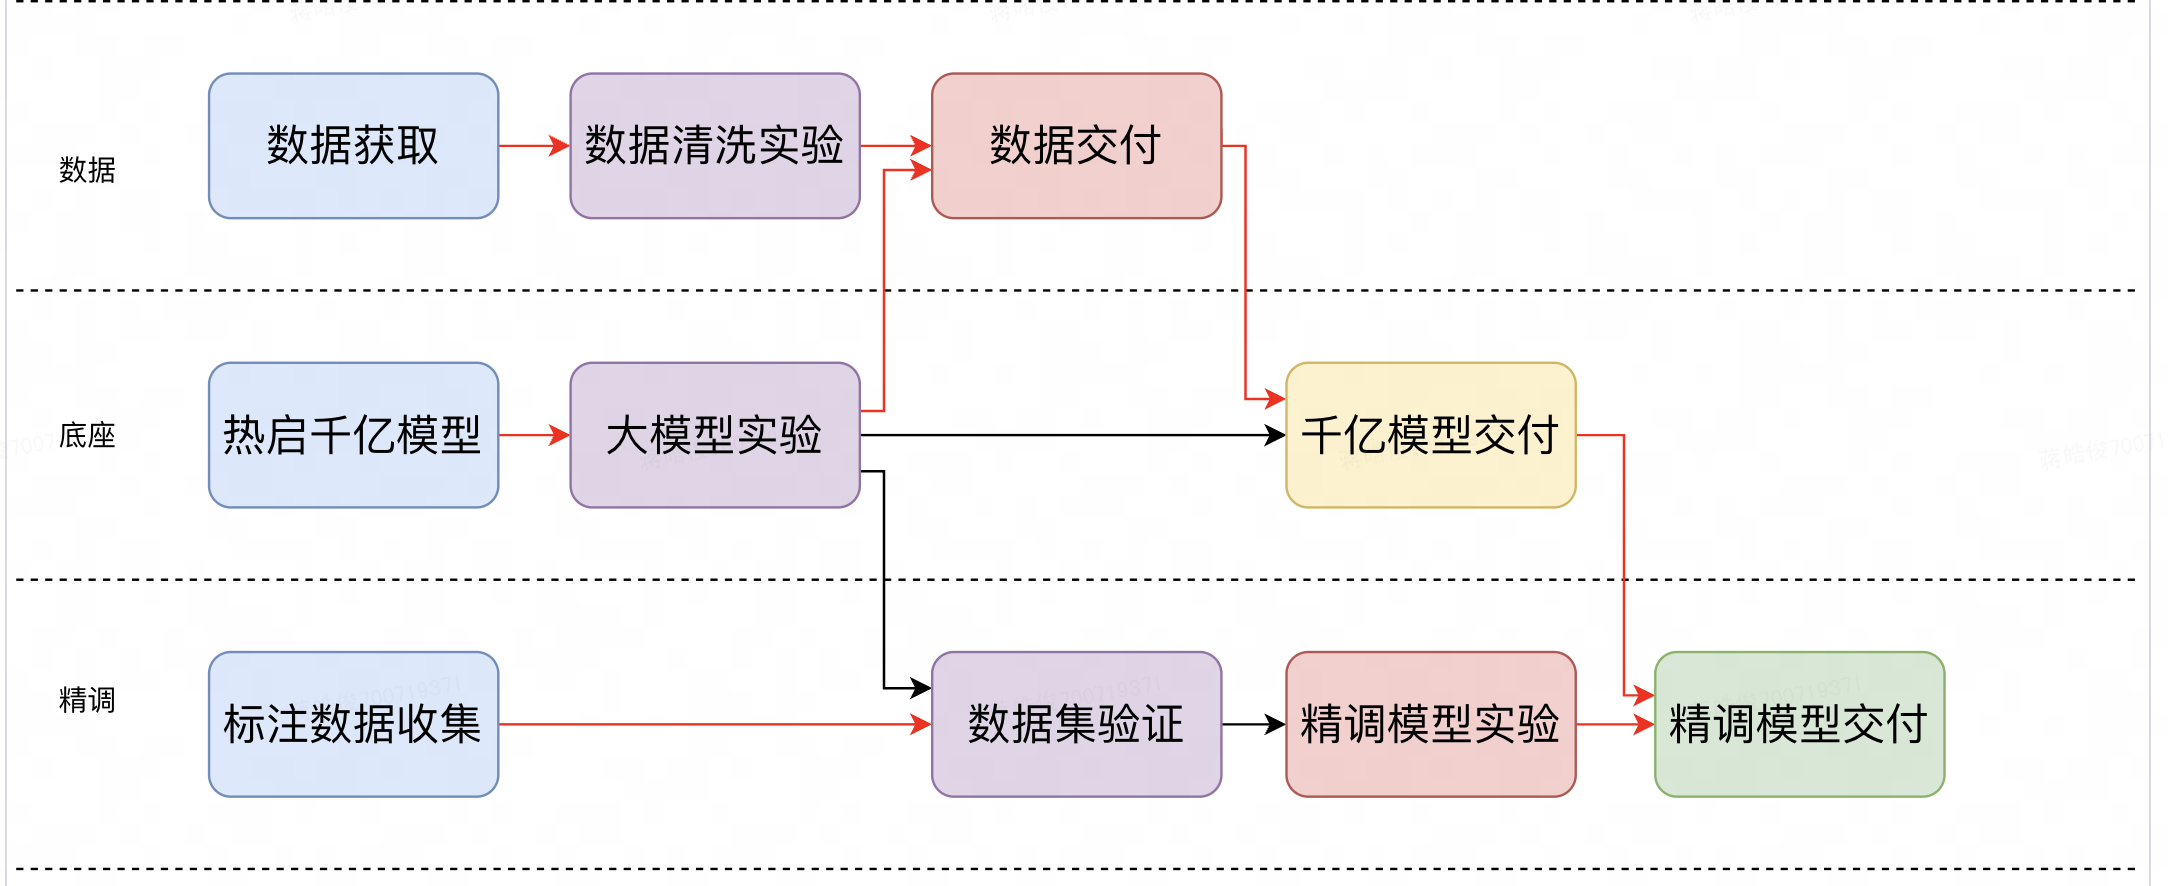 数据
数据获取
数据清洗实验
数据交付
底座
热启千亿模型
大模型实验
千亿模型交付
精调
标注数据收集
数据集验证
精调模型实验
精调模型交付